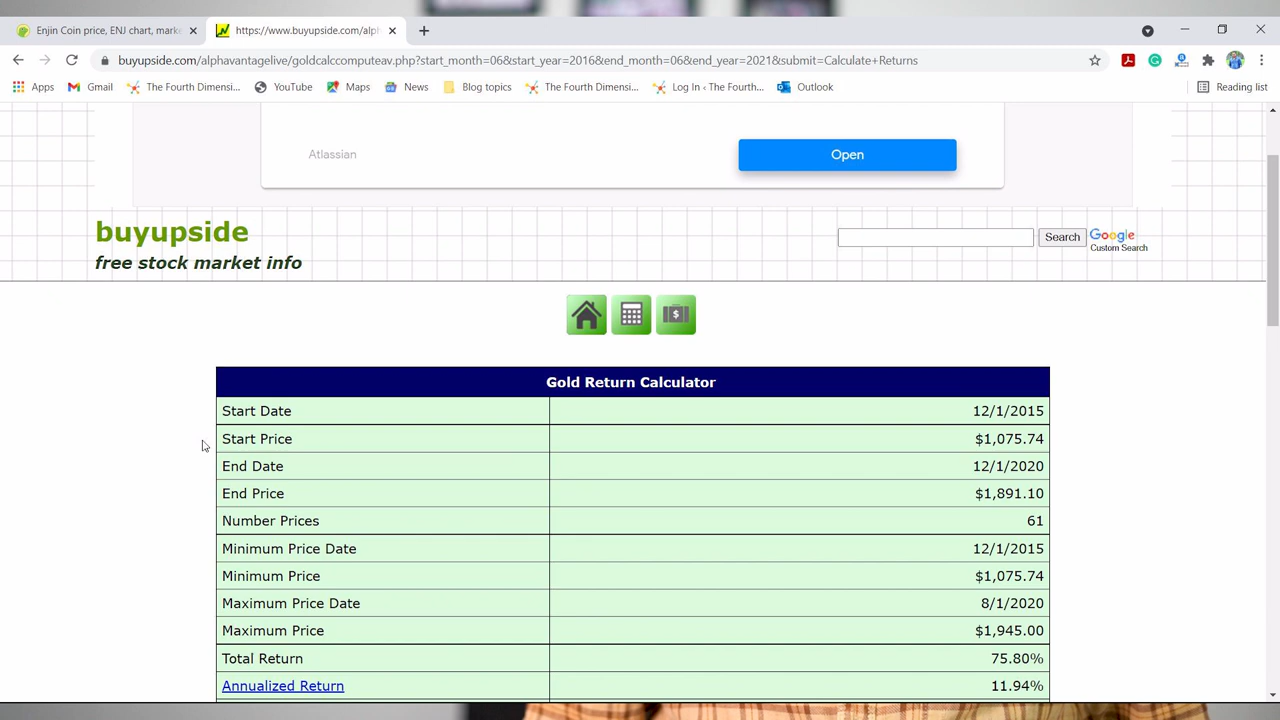 Enjin Coin price, ENJ chart, marke
https://www.buyupside.com/alph
buyupside.com/alphavantagelive/goldcalccomputeav.php?start_month=06&start_year=2016&end_month=06&end_year=2021&submit=Calculate+Returns
Apps Gmail The Fourth Dimensi... YouTube Maps News Blog topics The Fourth Dimensi... Log In ‹ The Fourth... Outlook Reading list
Atlassian Open
buyupside
free stock market info
Search Google
Custom Search
Gold Return Calculator
Start Date 12/1/2015
Start Price $1,075.74
End Date 12/1/2020
End Price $1,891.10
Number Prices 61
Minimum Price Date 12/1/2015
Minimum Price $1,075.74
Maximum Price Date 8/1/2020
Maximum Price $1,945.00
Total Return 75.80%
Annualized Return 11.94%